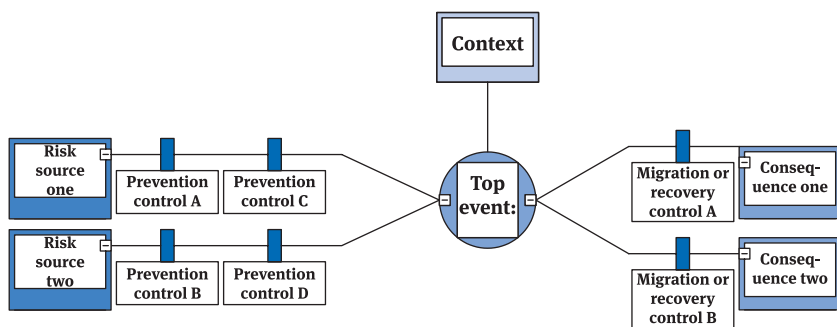 Context
Risk
source
one
Prevention
control A
Prevention
control C
Risk
source
two
Prevention
control B
Prevention
control D
Top
event:
Migration or
recovery
control A
Conseq-
uence one
Migration or
recovery
control B
Conseq-
uence two